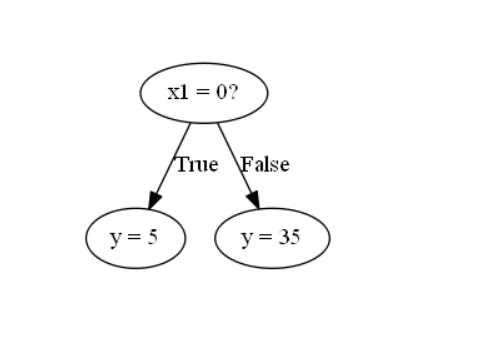 x1 = 0?
True
False
y = 5
y = 35